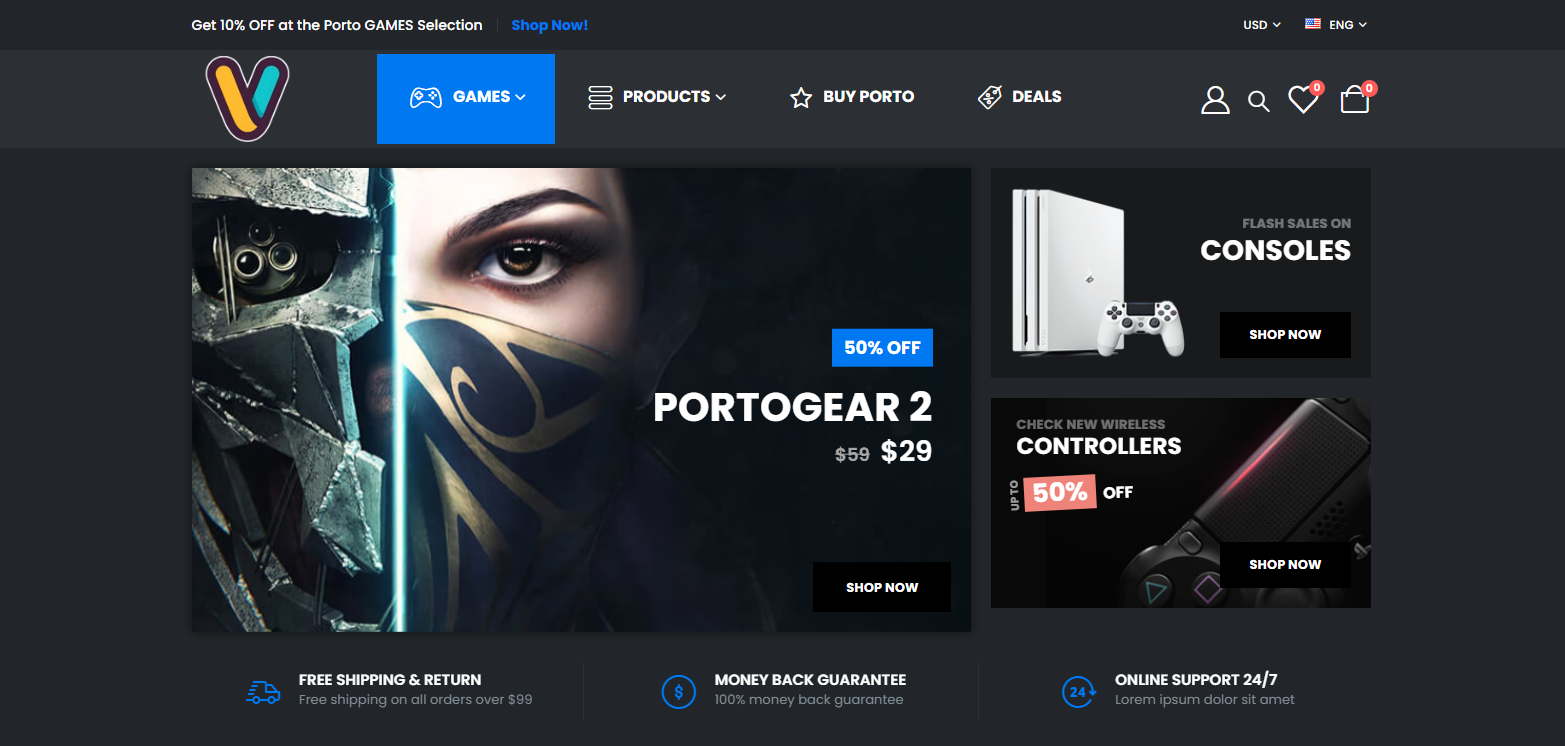 Get 10% OFF at the Porto GAMES Selection
Shop Now!
USD
ENG
GAMES
PRODUCTS
BUY PORTO
DEALS
0
0
50% OFF
PORTOGEAR 2
$59 $29
SHOP NOW
FLASH SALES ON
CONSOLES
SHOP NOW
CHECK NEW WIRELESS
CONTROLLERS
UPTO
50% OFF
SHOP NOW
FREE SHIPPING & RETURN
Free shipping on all orders over $99
$
MONEY BACK GUARANTEE
100% money back guarantee
24
ONLINE SUPPORT 24/7
Lorem ipsum dolor sit amet